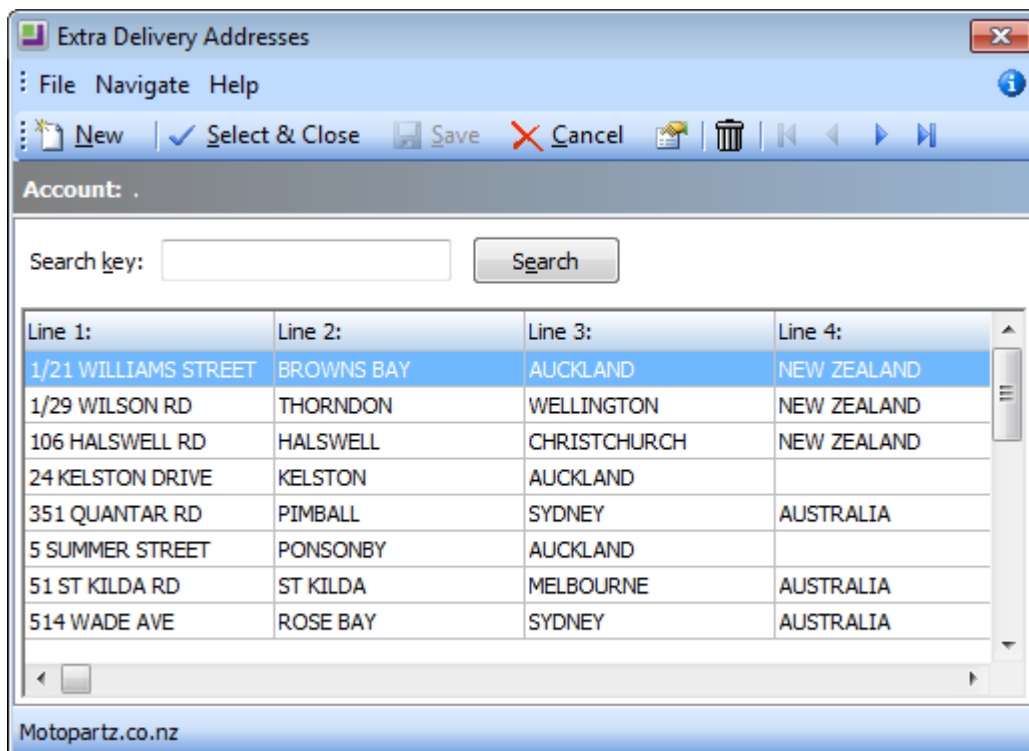 Extra Delivery Addresses
File Navigate Help
New Select & Close Save Cancel
Account: .
Search key: Search
Line 1: Line 2: Line 3: Line 4:
1/21 WILLIAMS STREET BROWNS BAY AUCKLAND NEW ZEALAND
1/29 WILSON RD THORNDON WELLINGTON NEW ZEALAND
106 HALSWELL RD HALSWELL CHRISTCHURCH NEW ZEALAND
24 KELSTON DRIVE KELSTON AUCKLAND
351 QUANTAR RD PIMBALL SYDNEY AUSTRALIA
5 SUMMER STREET PONSONBY AUCKLAND
51 ST KILDA RD ST KILDA MELBOURNE AUSTRALIA
514 WADE AVE ROSE BAY SYDNEY AUSTRALIA
Motopartz.co.nz